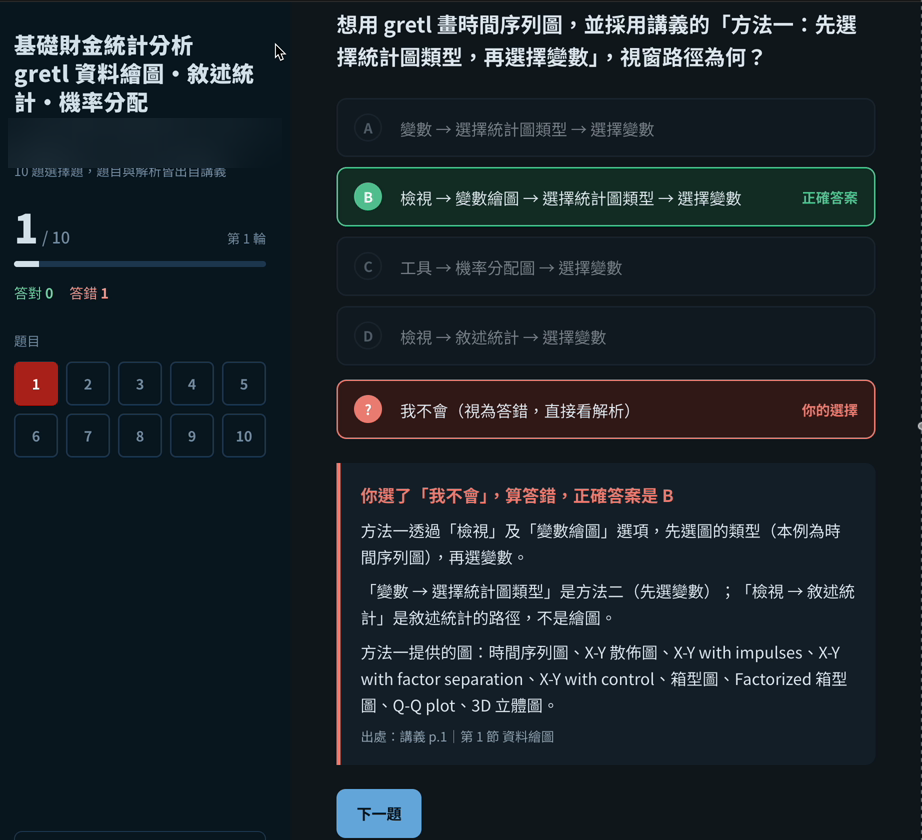 基礎財金統計分析
gretl 資料繪圖・敘述統
計・機率分配
10 題選擇題，題目與解析皆出自講義
1 / 10
第 1 輪
答對 0 答錯 1
題目
1 2 3 4 5
6 7 8 9 10
想用 gretl 畫時間序列圖，並採用講義的「方法一：先選
擇統計圖類型，再選擇變數」，視窗路徑為何？
A 變數 → 選擇統計圖類型 → 選擇變數
B 檢視 → 變數繪圖 → 選擇統計圖類型 → 選擇變數 正確答案
C 工具 → 機率分配圖 → 選擇變數
D 檢視 → 敘述統計 → 選擇變數
? 我不會（視為答錯，直接看解析） 你的選擇
你選了「我不會」，算答錯，正確答案是 B
方法一透過「檢視」及「變數繪圖」選項，先選圖的類型（本例為時
間序列圖），再選變數。
「變數 → 選擇統計圖類型」是方法二（先選變數）；「檢視 → 敘述統
計」是敘述統計的路徑，不是繪圖。
方法一提供的圖：時間序列圖、X-Y 散佈圖、X-Y with impulses、X-Y
with factor separation、X-Y with control、箱型圖、Factorized 箱型
圖、Q-Q plot、3D 立體圖。
出處：講義 p.1｜第 1 節 資料繪圖
下一題